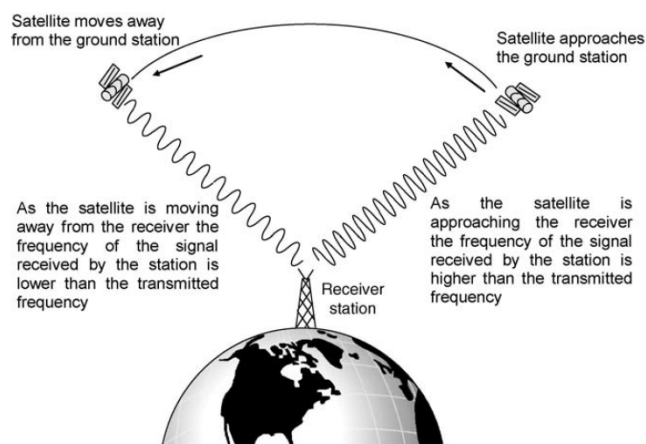 Satellite moves away
from the ground station
Satellite approaches
the ground station
As the satellite is moving
away from the receiver the
frequency of the signal
received by the station is
lower than the transmitted
frequency
As the satellite is
approaching the receiver
the frequency of the signal
received by the station is
higher than the transmitted
frequency
Receiver
station